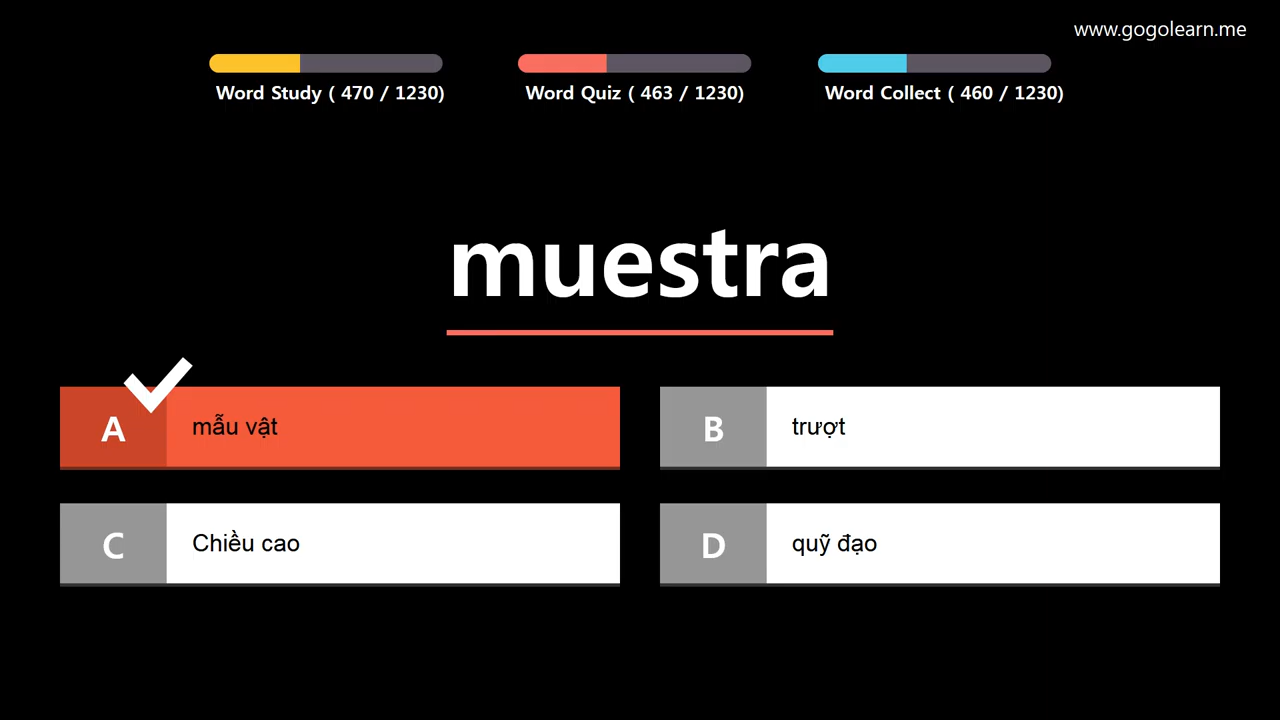 www.gogolearn.me
Word Study ( 470 / 1230)
Word Quiz ( 463 / 1230)
Word Collect ( 460 / 1230)
muestra
A mẫu vật
B trượt
C Chiều cao
D quỹ đạo